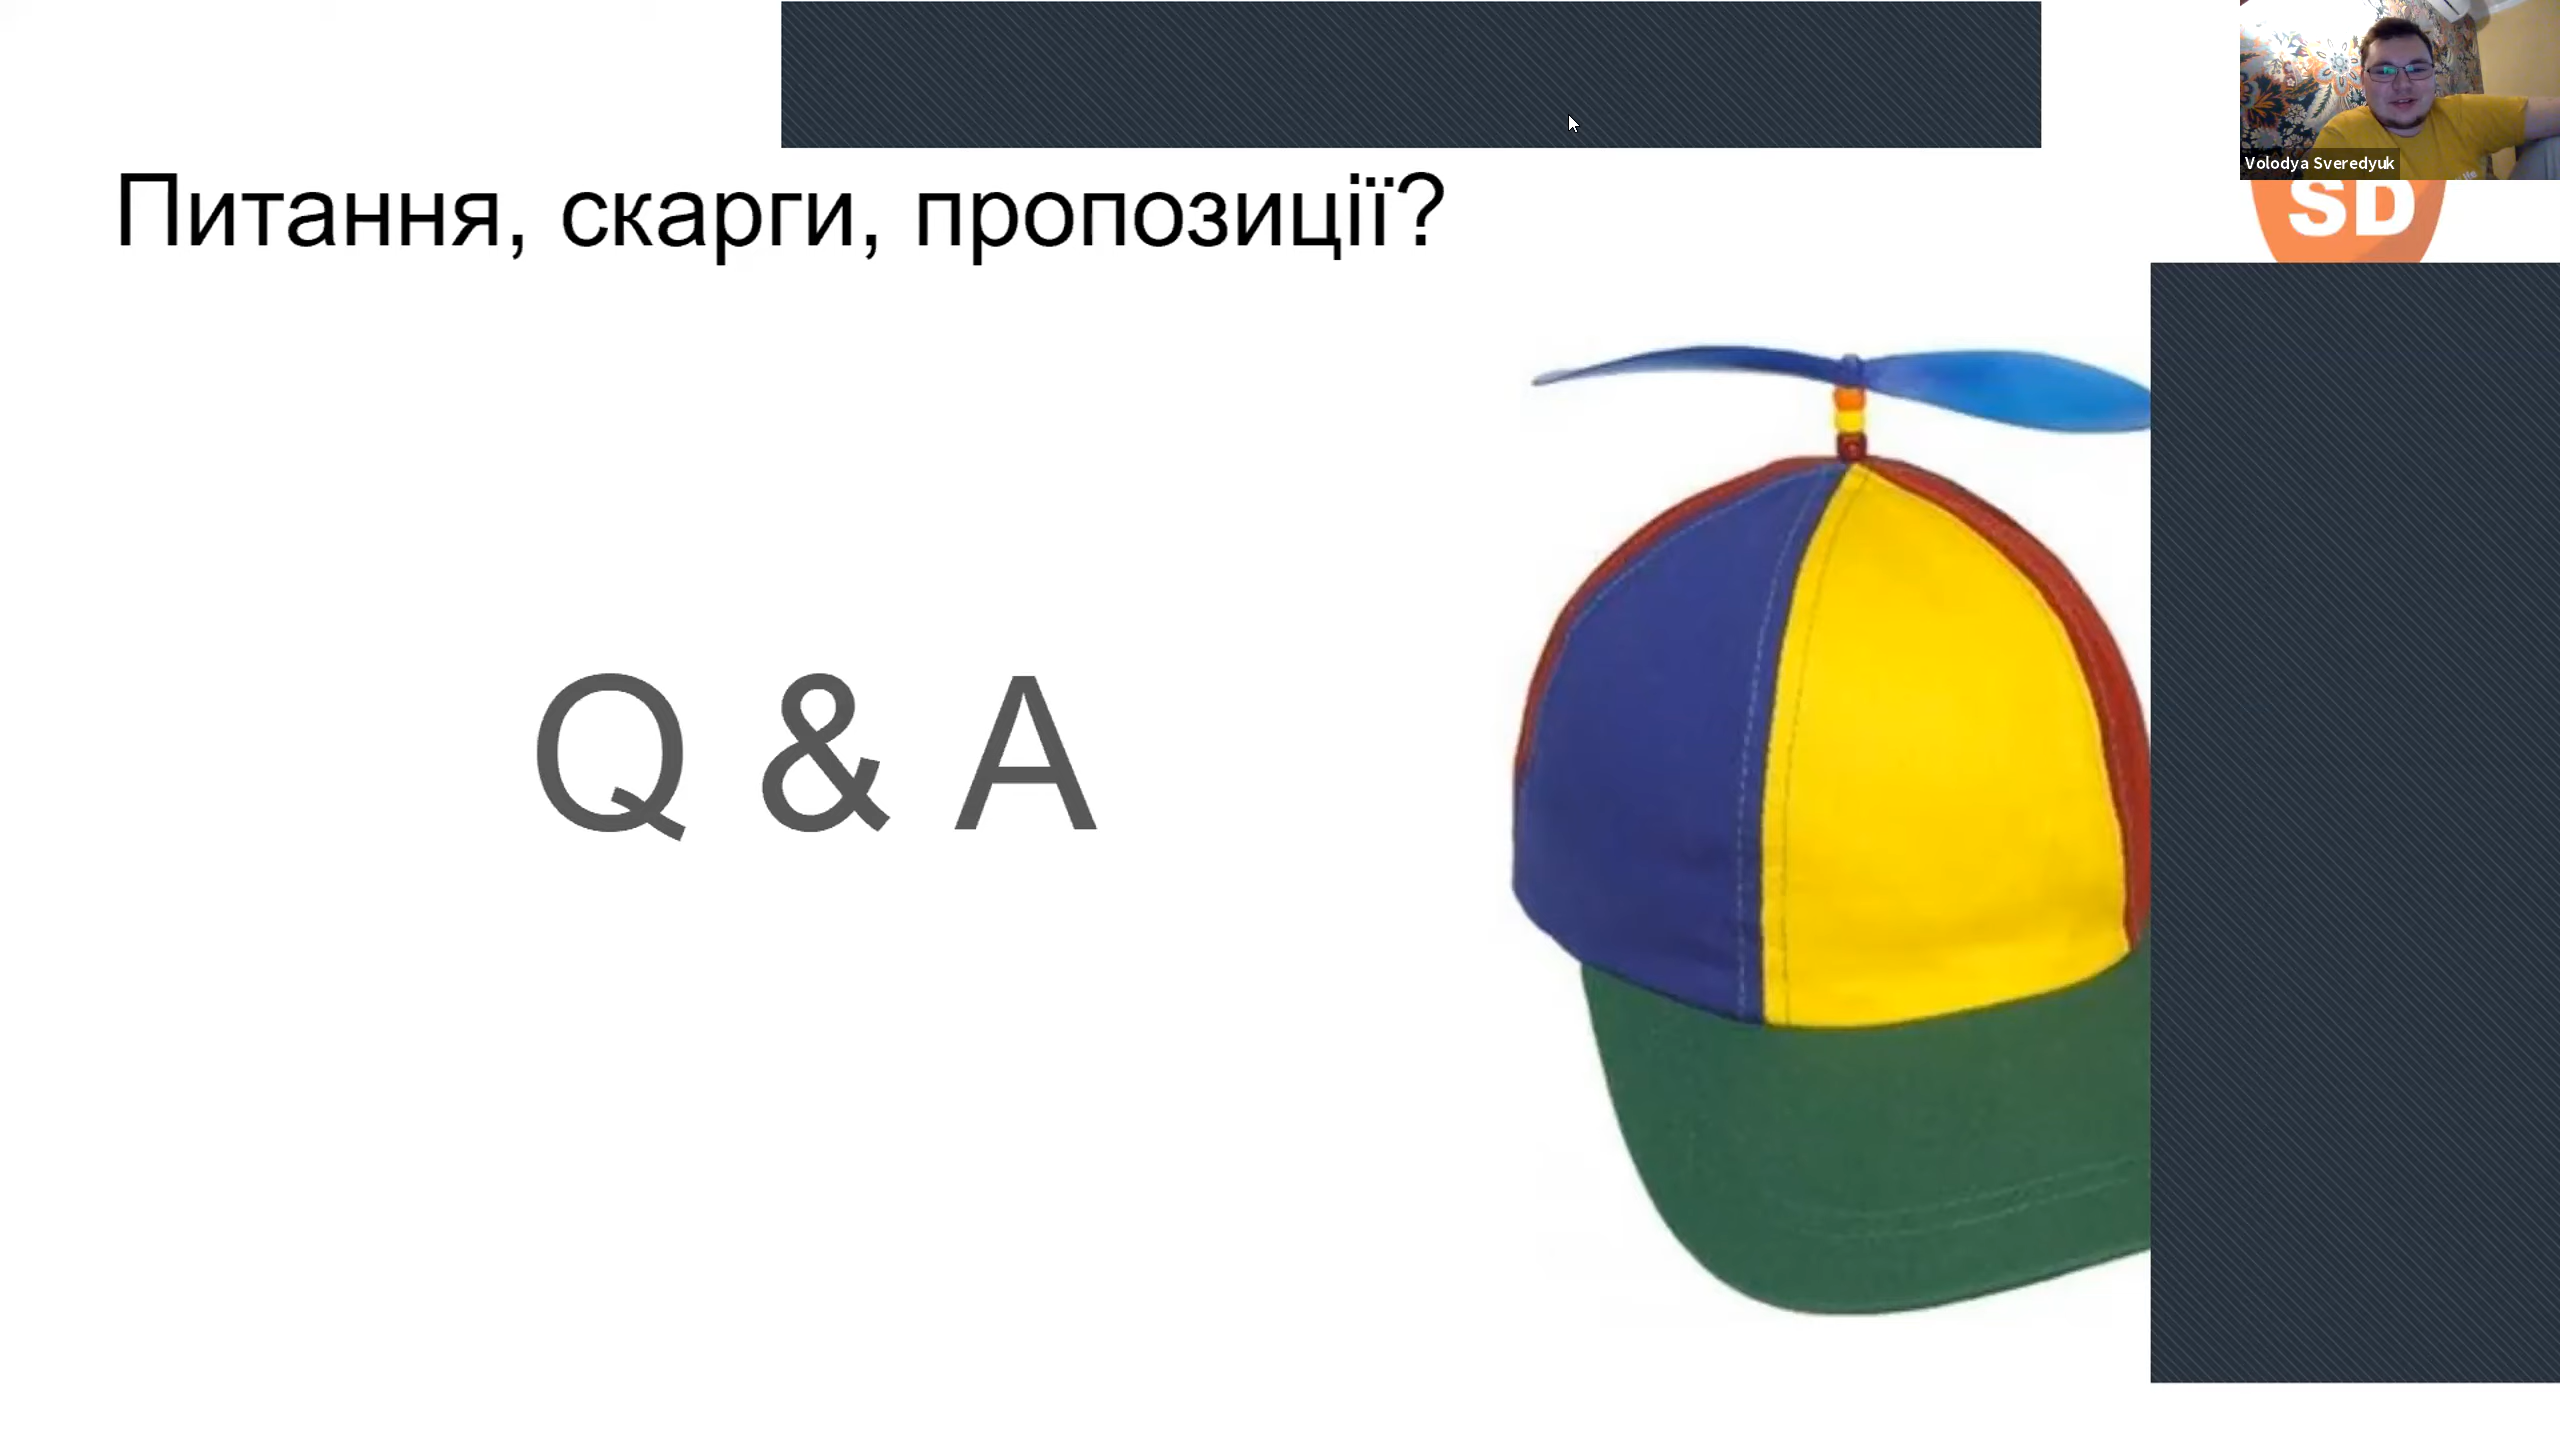 Питання, скарги, пропозиції?
Volodya Sveredyuk
SD
Q & A